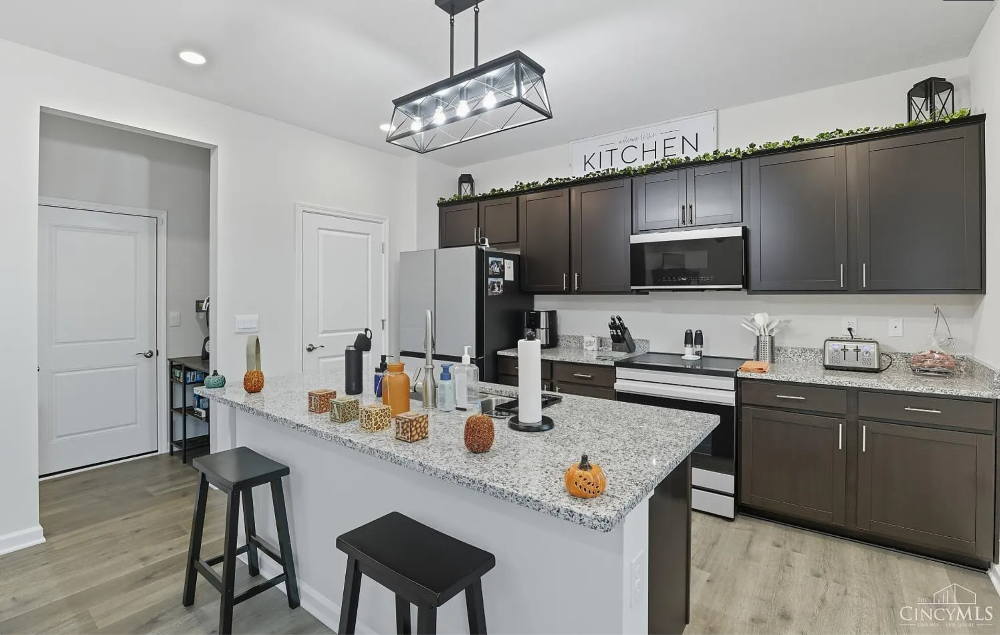 welcome to the
KITCHEN
F
A
L
L
THE
CINCYMLS